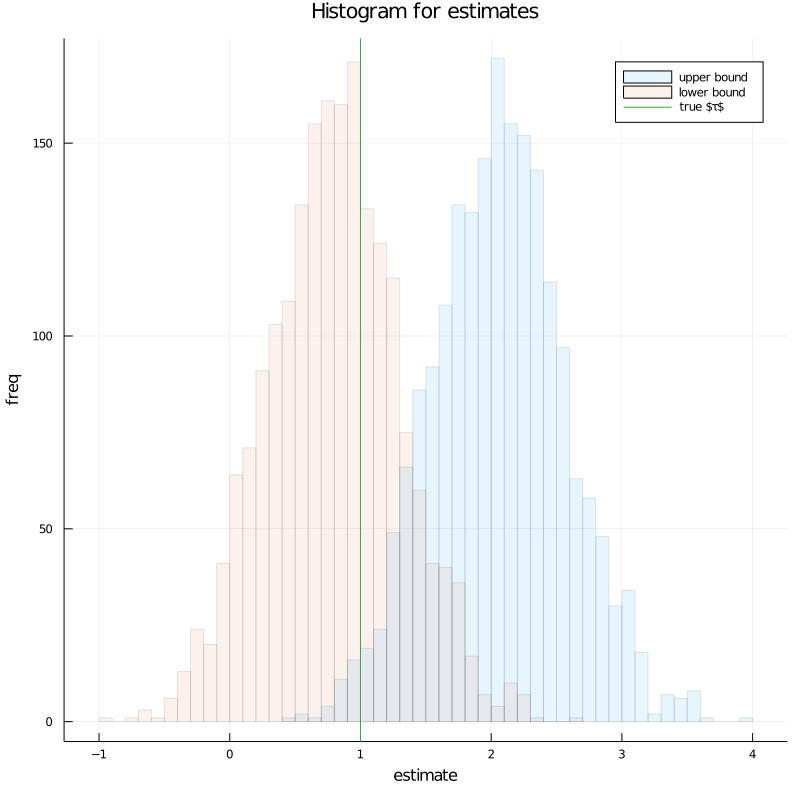 Histogram for estimates
upper bound
lower bound
true $τ$
freq
150
100
50
0
−1
0
1
2
3
4
estimate